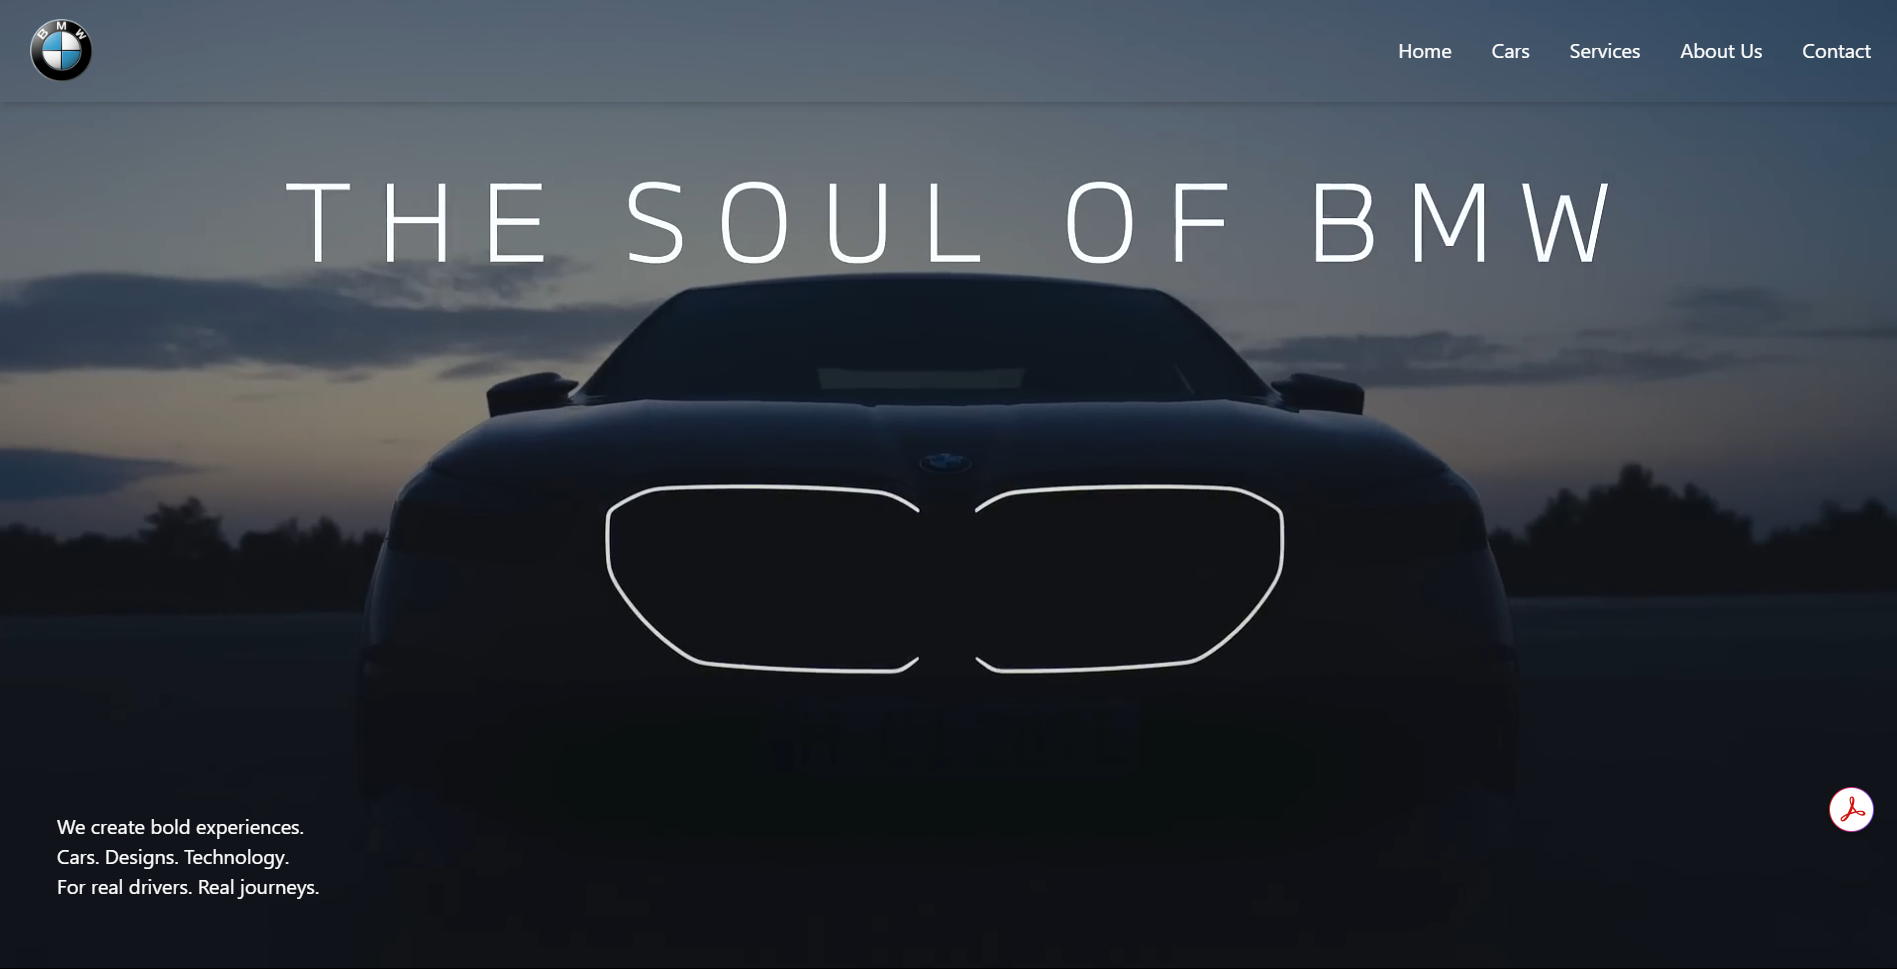 BMW
Home
Cars
Services
About Us
Contact
THE SOUL OF BMW
We create bold experiences.
Cars. Designs. Technology.
For real drivers. Real journeys.